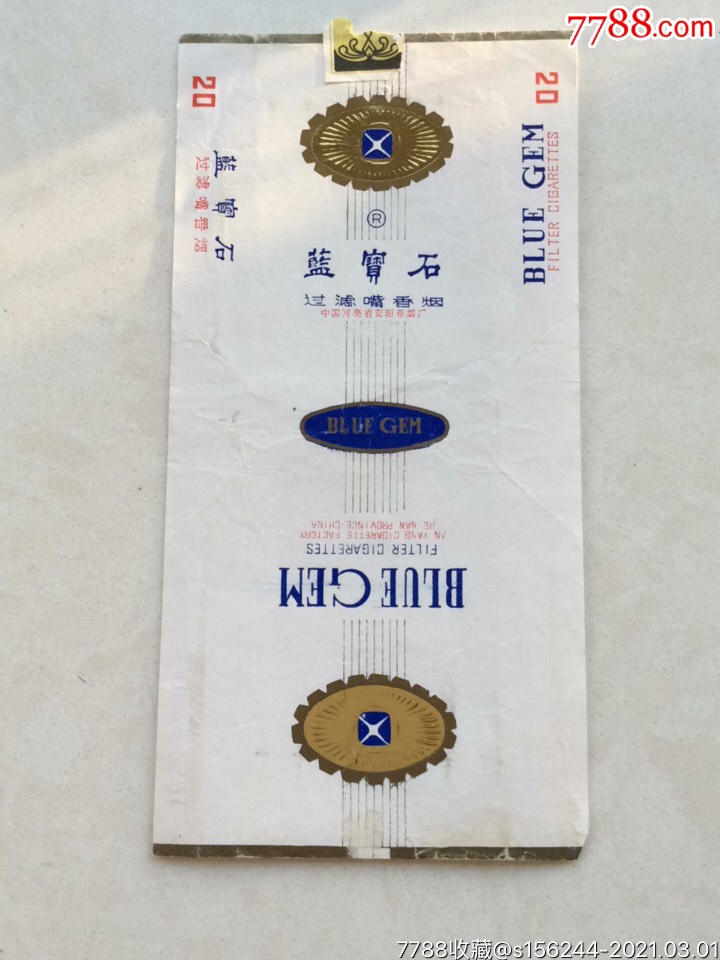 7788.com
20
20
藍寶石
过滤嘴香烟
BLUE GEM
FILTER CIGARETTES
®
藍寶石
过滤嘴香烟
中国河南省安阳卷烟厂
BLUE GEM
HE NAN PROVINCE·CHINA
AN YANG CIGARETTE FACTORY
FILTER CIGARETTES
BLUE GEM
7788收藏@s156244-2021.03.01